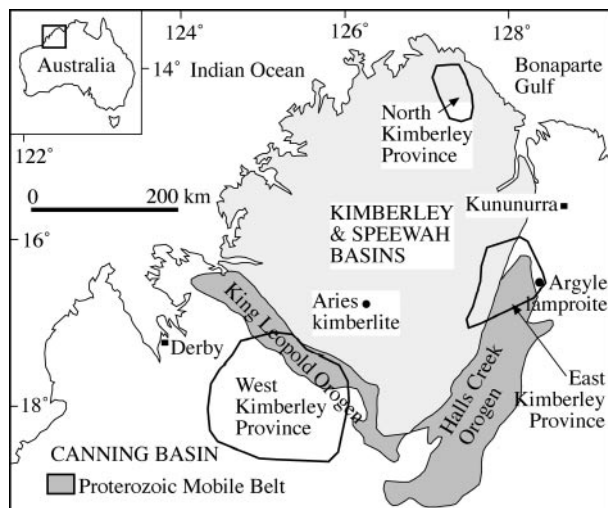 124
126
128
Australia
14
Indian Ocean
Bonaparte
Gulf
North
Kimberley
Province
122
0
200
km
Kununurra
KIMBERLEY
& SPEEWAH
BASINS
16
Aries
kimberlite
Argyle
lamproite
King Leopold Orogen
Derby
Halls Creek
Orogen
East
Kimberley
Province
West
Kimberley
Province
18
CANNING BASIN
Proterozoic Mobile Belt